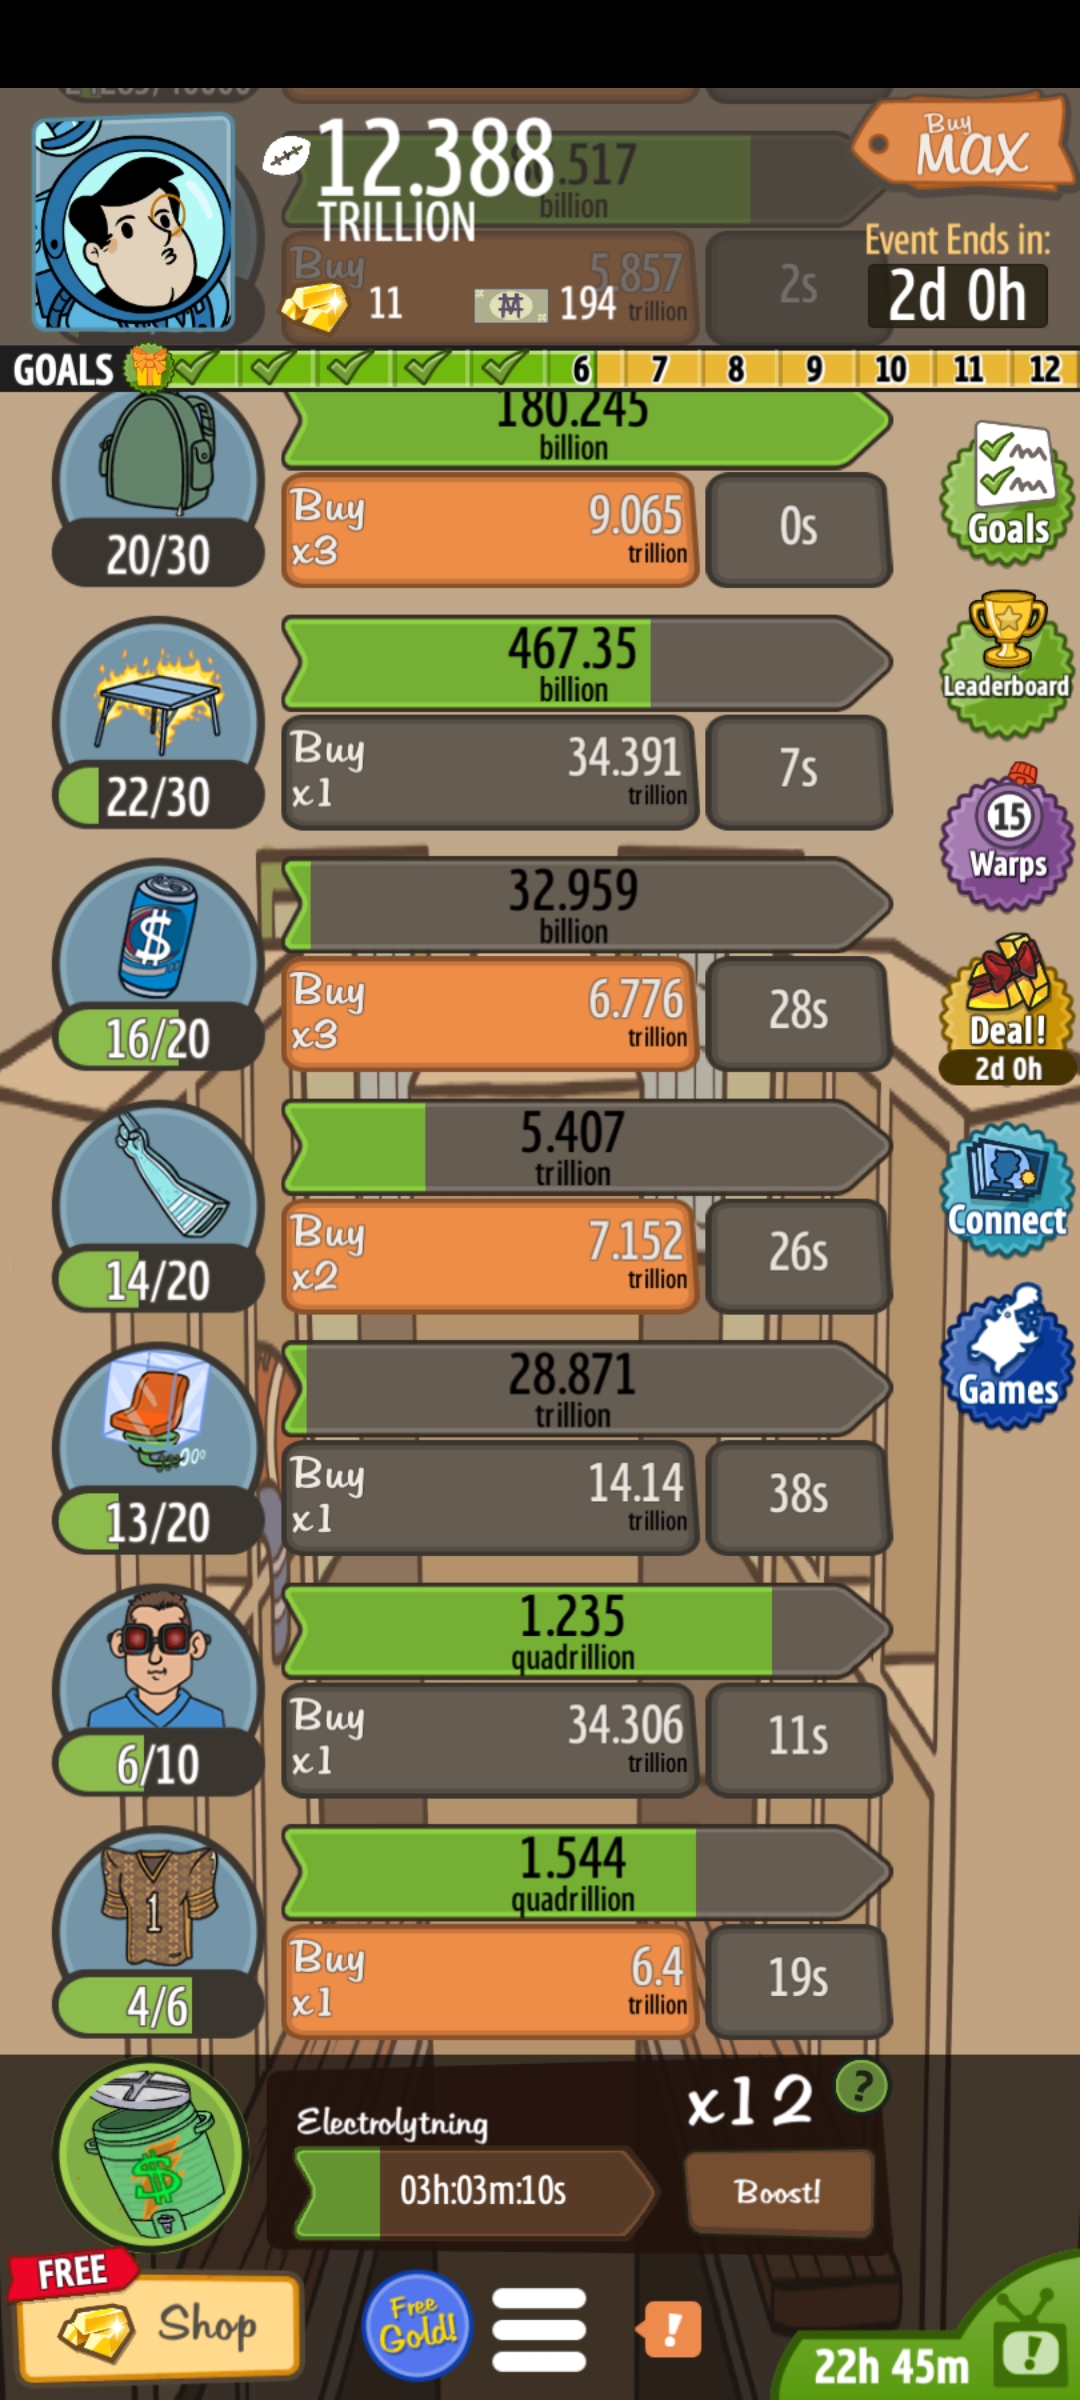 12.388
TRILLION
.517
billion
Buy
MAX
Event Ends in:
2d 0h
Buy
5.857
trillion
2s
11
194
GOALS
6
7
8
9
10
11
12
180.245
billion
Buy
x3
9.065
trillion
0s
20/30
Goals
467.35
billion
Buy
x1
34.391
trillion
7s
22/30
Leaderboard
15
Warps
32.959
billion
$
Buy
x3
6.776
trillion
28s
16/20
Deal!
2d 0h
5.407
trillion
Buy
x2
7.152
trillion
26s
14/20
Connect
28.871
trillion
Buy
x1
14.14
trillion
38s
13/20
Games
1.235
quadrillion
Buy
x1
34.306
trillion
11s
6/10
1.544
quadrillion
1
Buy
x1
6.4
trillion
19s
4/6
$
Electrolytning
03h:03m:10s
x12
?
Boost!
FREE
Shop
Free
Gold!
!
22h 45m
!